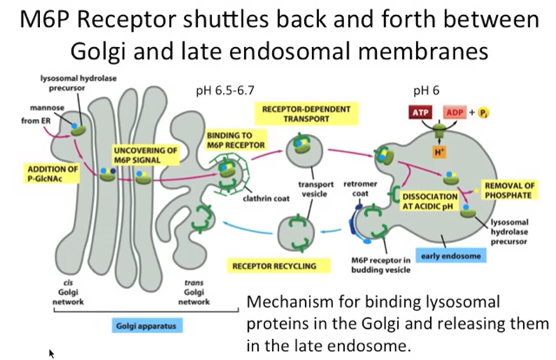 M6P Receptor shuttles back and forth between
Golgi and late endosomal membranes
lysosomal hydrolase
precursor
mannose
from ER
ADDITION OF
P-GlcNAc
UNCOVERING OF
M6P SIGNAL
pH 6.5-6.7
BINDING TO
M6P RECEPTOR
clathrin coat
RECEPTOR-DEPENDENT
TRANSPORT
transport
vesicle
retromer
coat
pH 6
ATP
ADP + Pi
H+
DISSOCIATION
AT ACIDIC pH
REMOVAL OF
PHOSPHATE
lysosomal
hydrolase
precursor
M6P receptor in
budding vesicle
early endosome
RECEPTOR RECYCLING
cis
Golgi
network
trans
Golgi
network
Golgi apparatus
Mechanism for binding lysosomal
proteins in the Golgi and releasing them
in the late endosome.